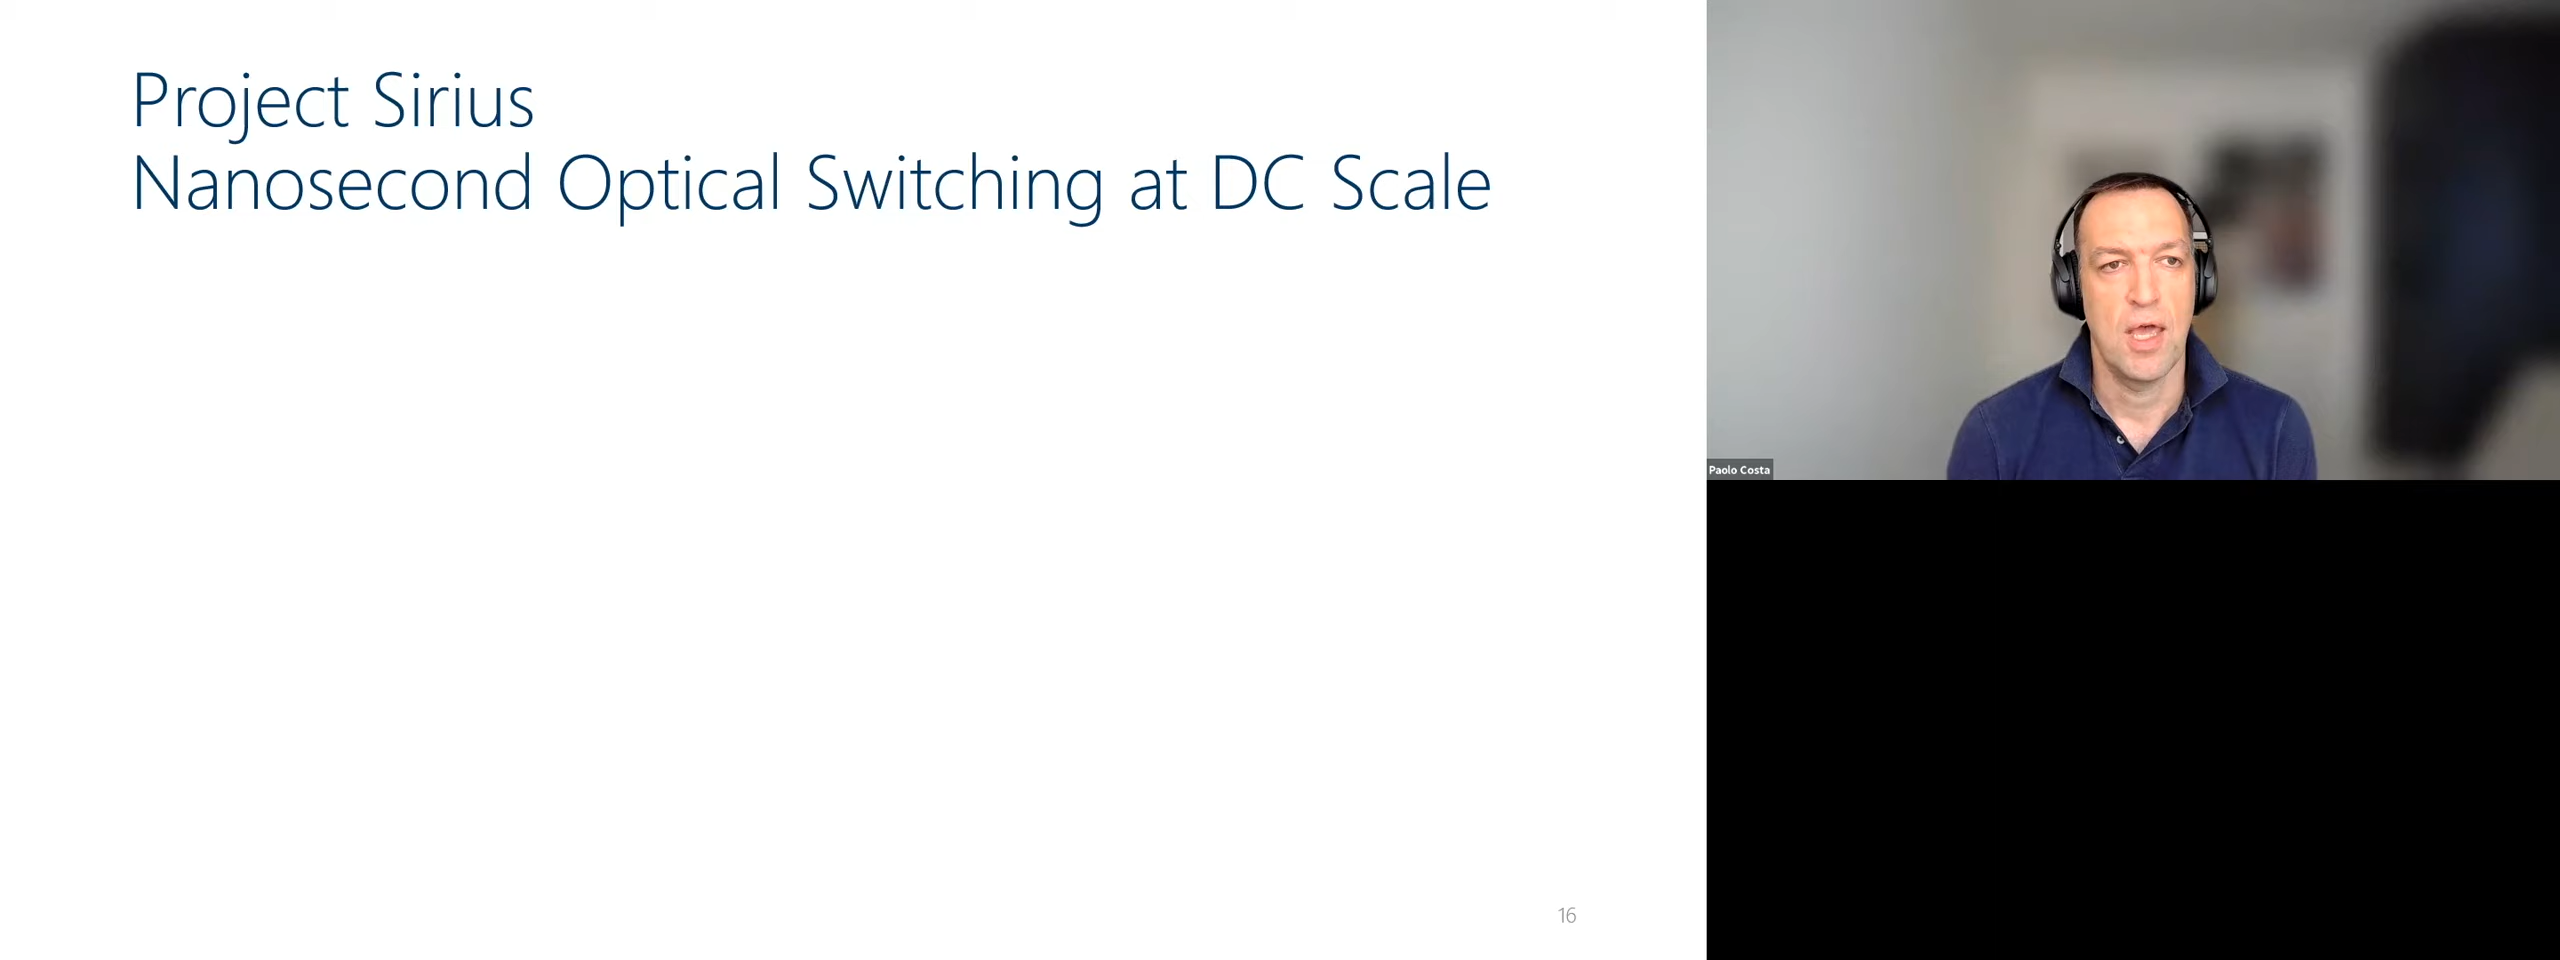 Project Sirius
Nanosecond Optical Switching at DC Scale
Paolo Costa
16